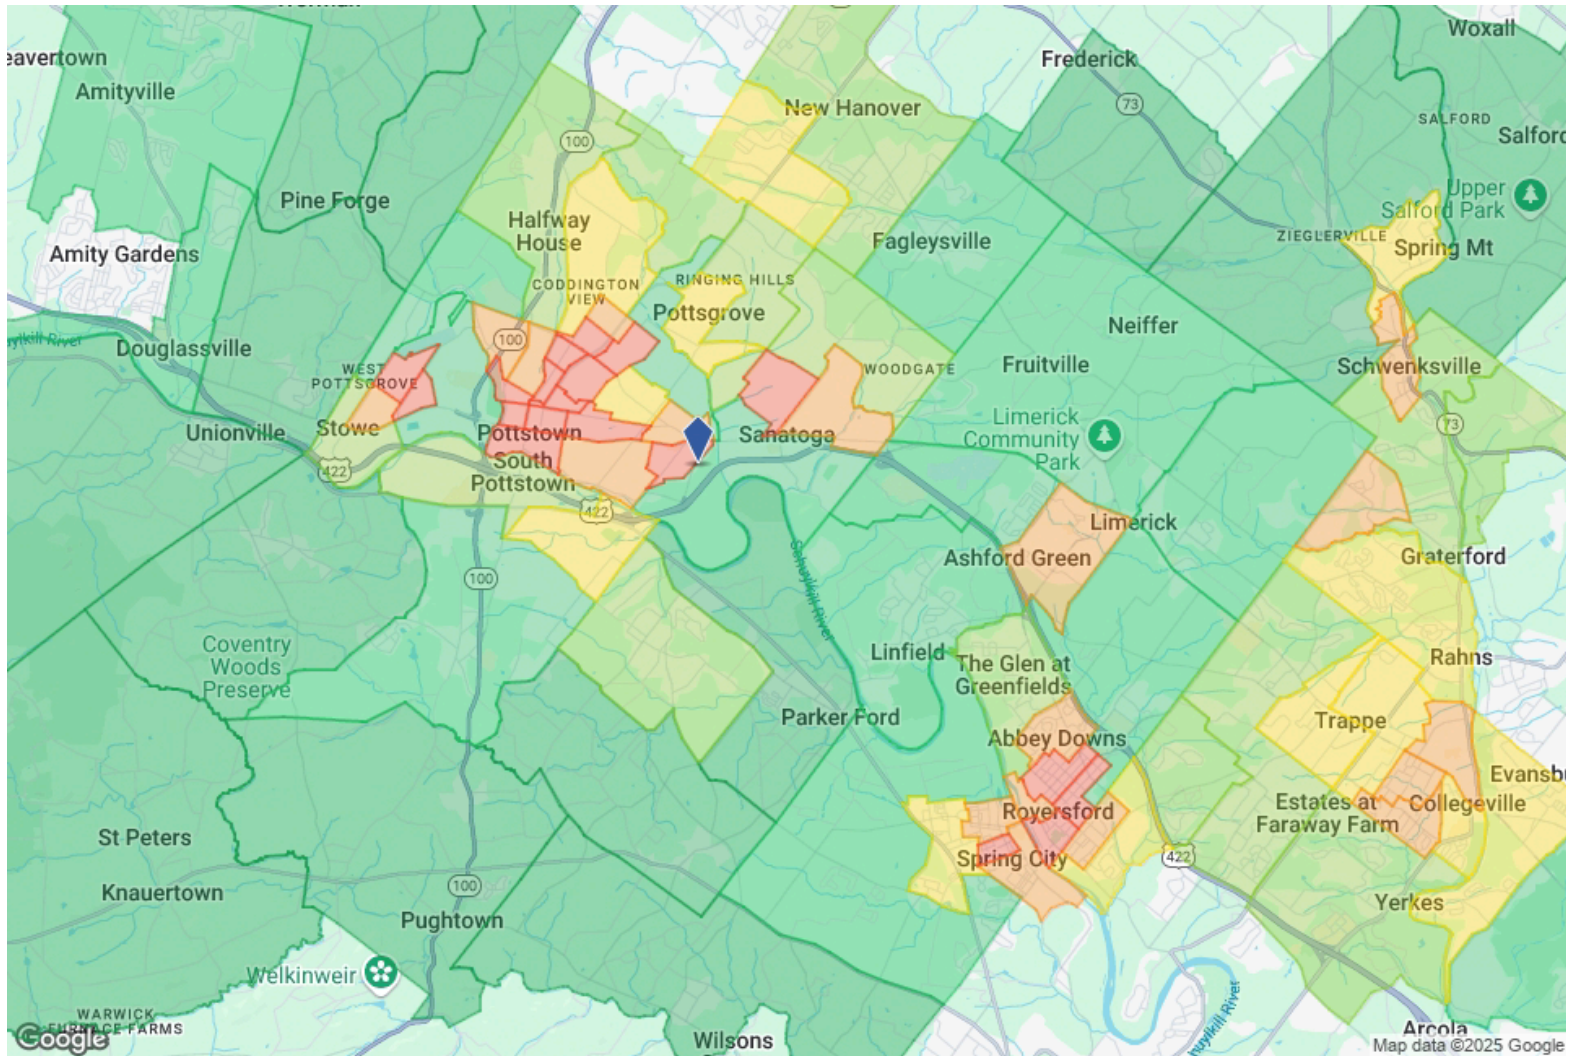 Woxall
eavertown
Frederick
Amityville
New Hanover
73
SALFORD
Salford
100
Pine Forge
Upper
Salford Park
Halfway
House
ZIEGLERVILLE
Spring Mt
Amity Gardens
Fagleysville
CODDINGTON
VIEW
RINGING HILLS
Pottsgrove
Neiffer
uylkill River
100
Douglassville
WEST
POTTSGROVE
WOODGATE
Fruitville
Schwenksville
Limerick
Community
Park
73
Stowe
Unionville
Pottstown
Sanatoga
South
Pottstown
422
422
Limerick
Ashford Green
Graterford
100
Schuylkill River
Coventry
Woods
Preserve
Linfield
The Glen at
Greenfields
Rahns
Parker Ford
Trappe
Abbey Downs
Evansbu
Royersford
Estates at
Faraway Farm
Collegeville
St Peters
Spring City
422
Knauertown
100
Yerkes
Pughtown
Welkinweir
WARWICK
FURNACE FARMS
Schuylkill River
Arcola
Wilsons
Google
Map data ©2025 Google